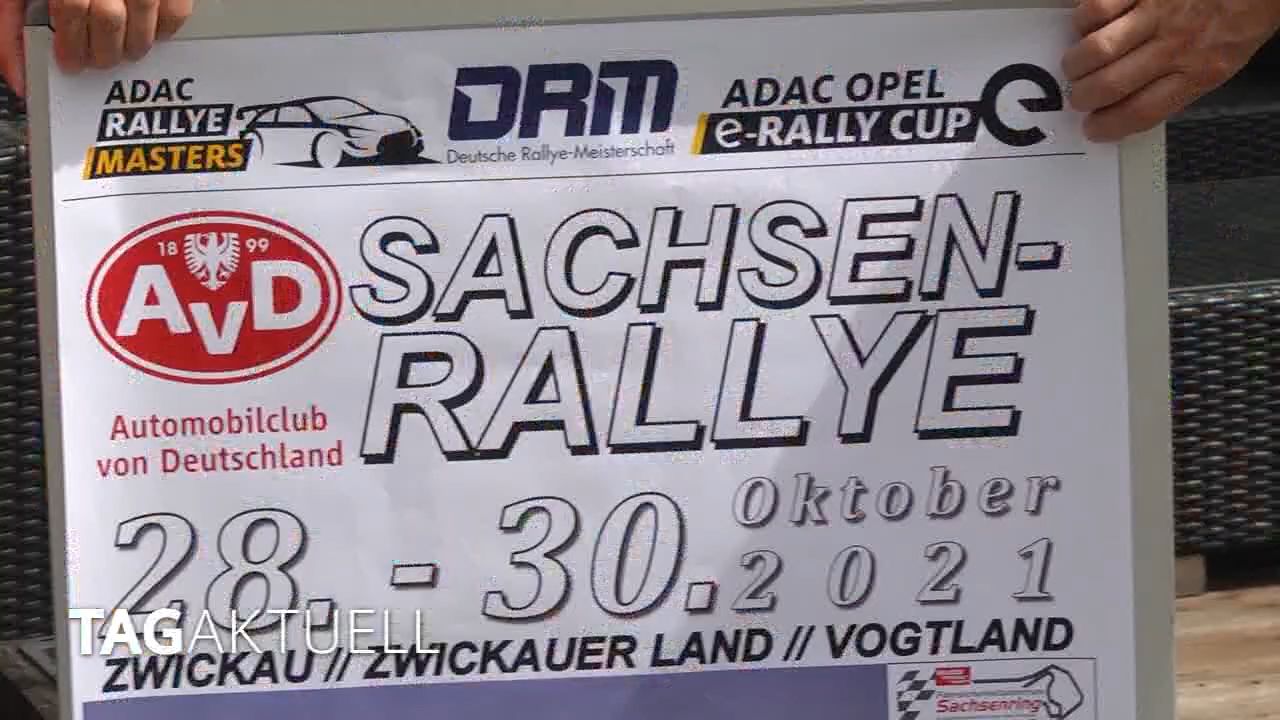 ADAC
RALLYE
MASTERS
DRM
Deutsche Rallye-Meisterschaft
ADAC OPEL
e-RALLY CUP
e
18 99
AvD
Automobilclub
von Deutschland
SACHSEN-
RALLYE
28. - 30. Oktober
2021
TAGAKTUELL
ZWICKAU // ZWICKAUER LAND // VOGTLAND
Sachsenring